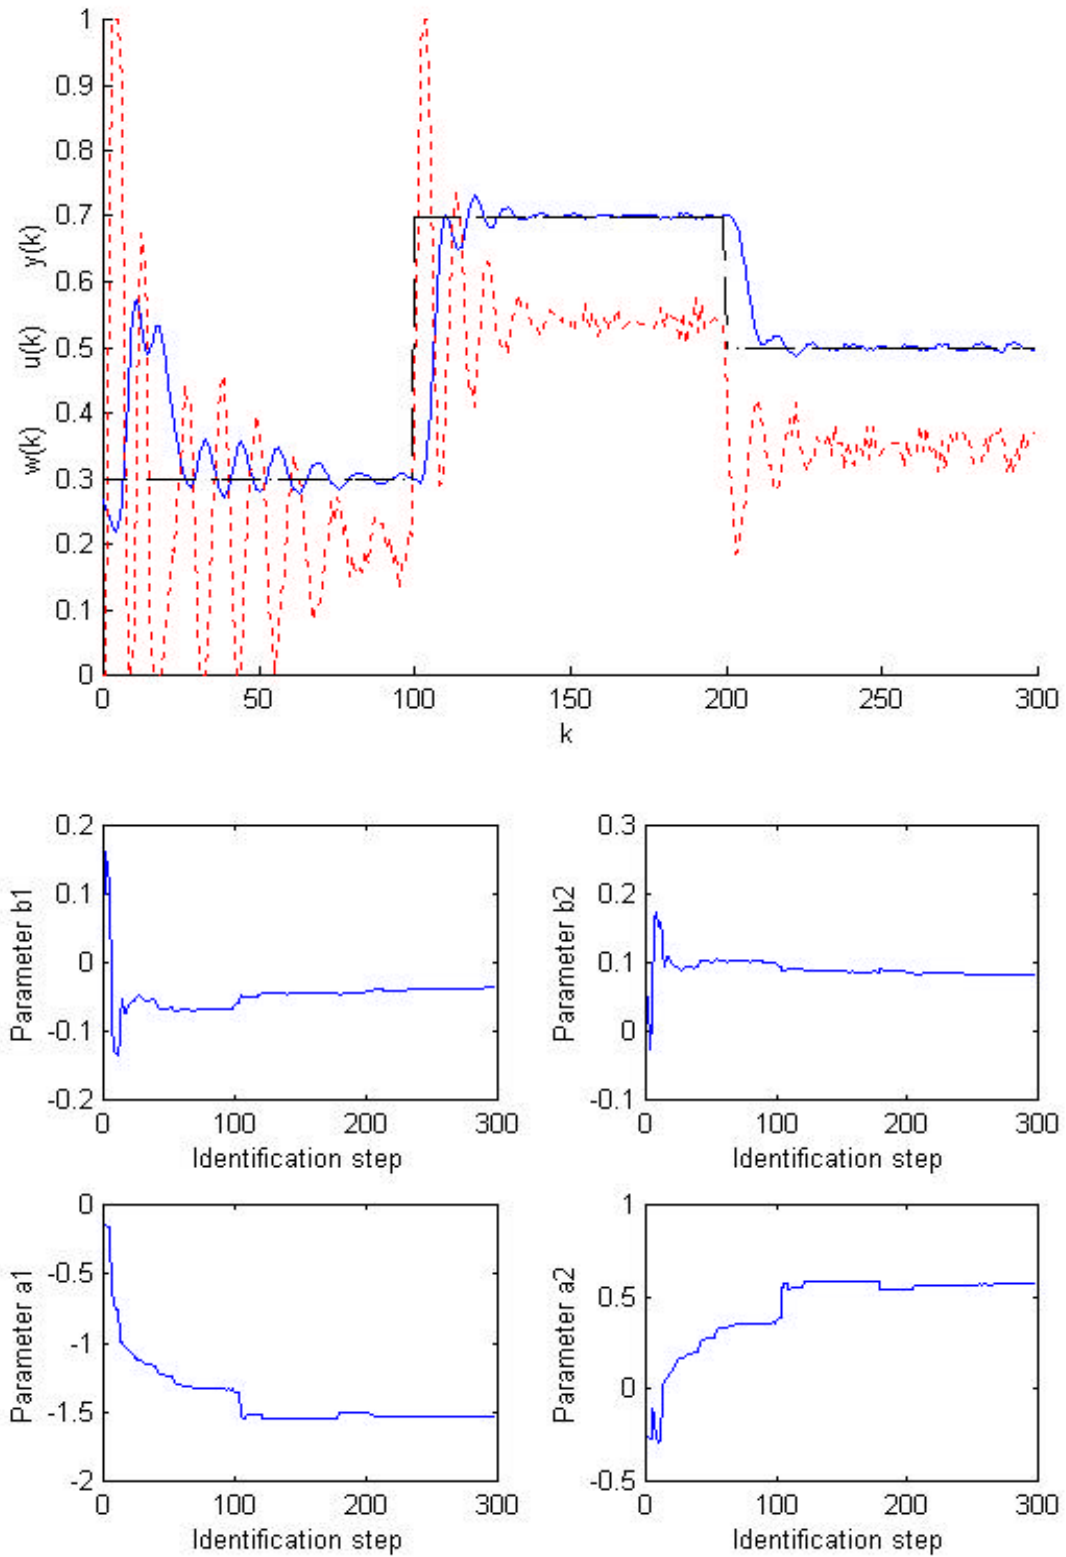 1
0.9
0.8
0.7
0.6
0.5
0.4
0.3
0.2
0.1
0
w(k) u(k) y(k)
0 50 100 150 200 250 300
k
0.2
0.1
0
-0.1
-0.2
Parameter b1
0 100 200 300
Identification step
0.3
0.2
0.1
0
-0.1
Parameter b2
0 100 200 300
Identification step
0
-0.5
-1
-1.5
-2
Parameter a1
0 100 200 300
Identification step
1
0.5
0
-0.5
Parameter a2
0 100 200 300
Identification step